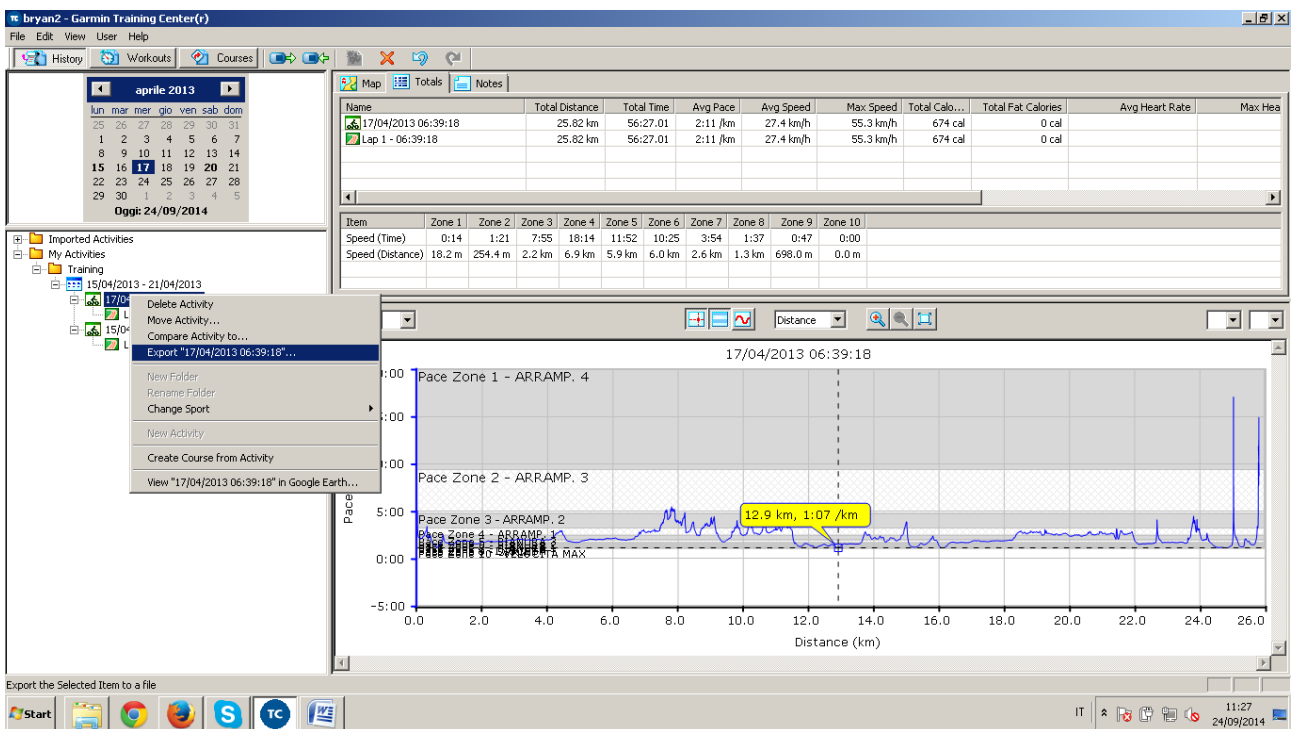 bryan2 - Garmin Training Center(r)
File Edit View User Help
History Workouts Courses
aprile 2013
lun mar mer gio ven sab dom
25 26 27 28 29 30 31
1 2 3 4 5 6 7
8 9 10 11 12 13 14
15 16 17 18 19 20 21
22 23 24 25 26 27 28
29 30 1 2 3 4 5
Oggi: 24/09/2014
Imported Activities
My Activities
Training
15/04/2013 - 21/04/2013
17/04
L
15/04
L
Delete Activity
Move Activity...
Compare Activity to...
Export "17/04/2013 06:39:18"...
New Folder
Rename Folder
Change Sport
New Activity
Create Course from Activity
View "17/04/2013 06:39:18" in Google Earth...
Map Totals Notes
Name Total Distance Total Time Avg Pace Avg Speed Max Speed Total Calo... Total Fat Calories Avg Heart Rate Max Hea
17/04/2013 06:39:18 25.82 km 56:27.01 2:11 /km 27.4 km/h 55.3 km/h 674 cal 0 cal
Lap 1 - 06:39:18 25.82 km 56:27.01 2:11 /km 27.4 km/h 55.3 km/h 674 cal 0 cal
Item Zone 1 Zone 2 Zone 3 Zone 4 Zone 5 Zone 6 Zone 7 Zone 8 Zone 9 Zone 10
Speed (Time) 0:14 1:21 7:55 18:14 11:52 10:25 3:54 1:37 0:47 0:00
Speed (Distance) 18.2 m 254.4 m 2.2 km 6.9 km 5.9 km 6.0 km 2.6 km 1.3 km 698.0 m 0.0 m
Distance
17/04/2013 06:39:18
:00
Pace Zone 1 - ARRAMP. 4
:00
:00
Pace Zone 2 - ARRAMP. 3
5:00
Pace Zone 3 - ARRAMP. 2
Pace Zone 4 - ARRAMP. 1
0:00
-5:00
Pace
12.9 km, 1:07 /km
0.0 2.0 4.0 6.0 8.0 10.0 12.0 14.0 16.0 18.0 20.0 22.0 24.0 26.0
Distance (km)
Export the Selected Item to a file
Start
TC
IT
11:27
24/09/2014